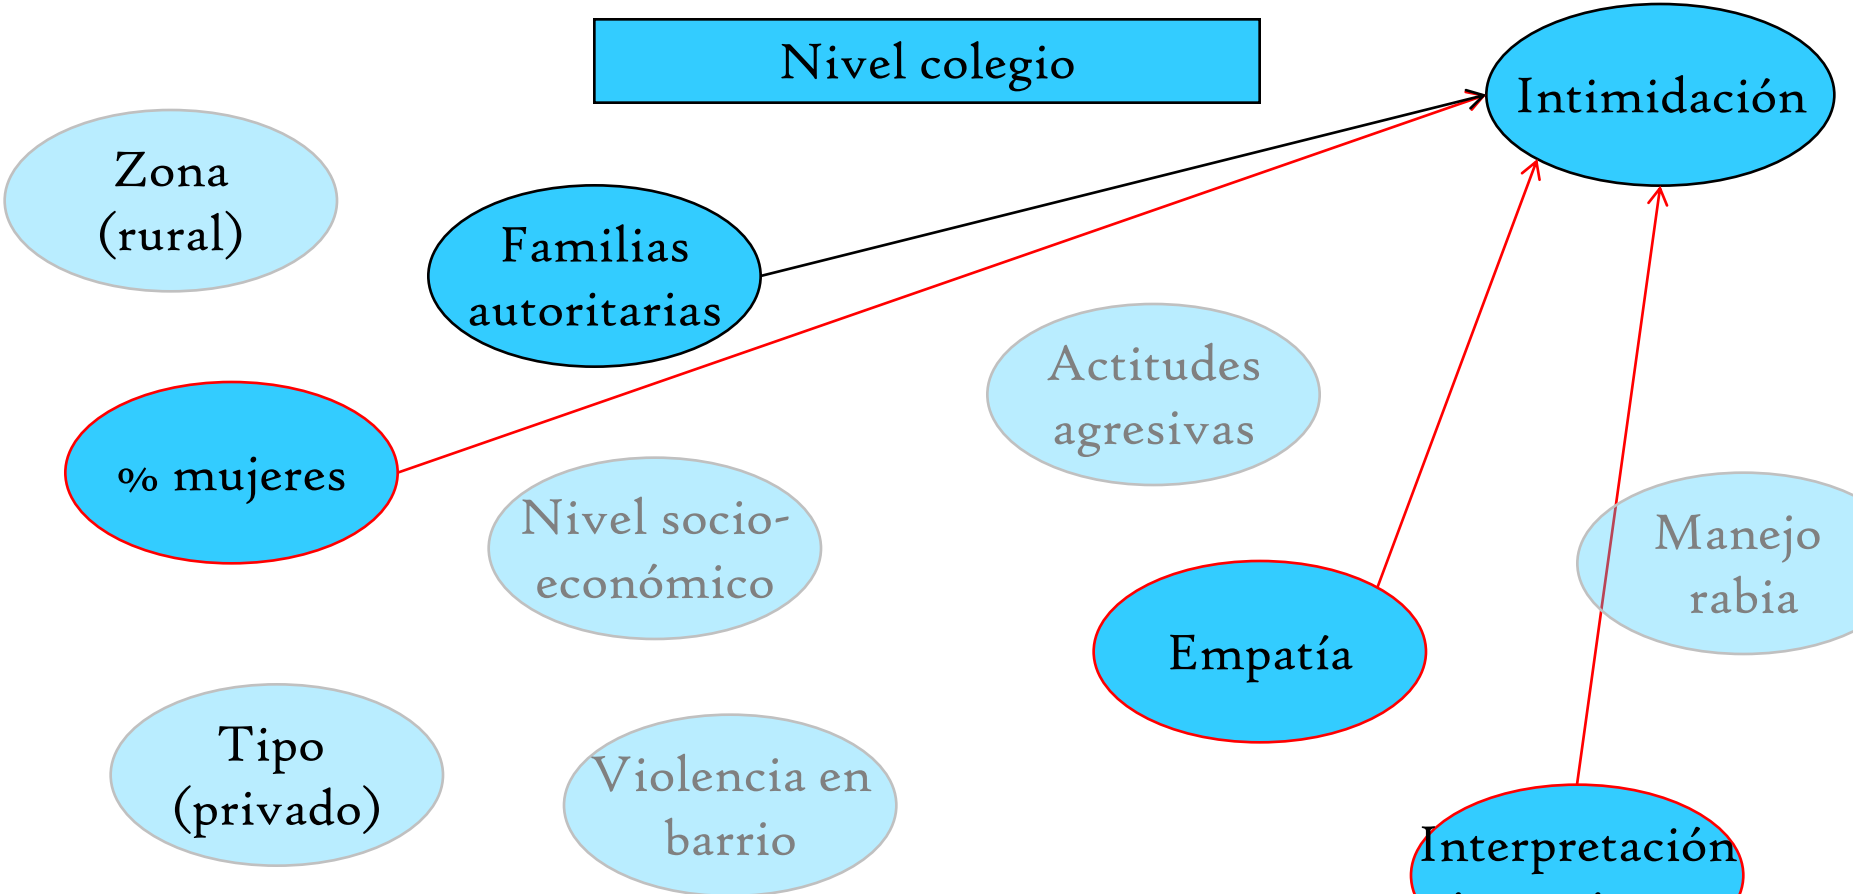 Nivel colegio
Intimidación
Zona
(rural)
Familias
autoritarias
Actitudes
agresivas
% mujeres
Nivel socio-
económico
Manejo
rabia
Empatía
Tipo
(privado)
Violencia en
barrio
Interpretación